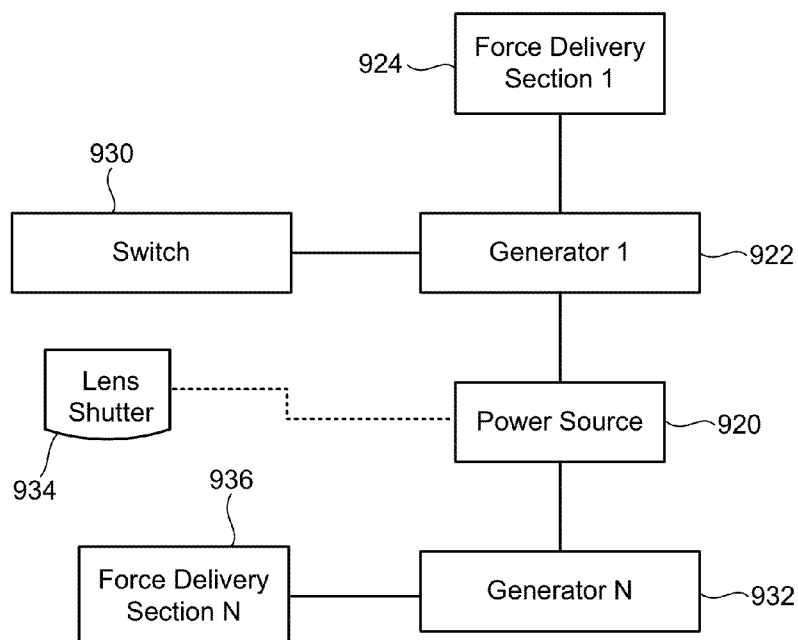 924
Force Delivery
Section 1
930
Switch
Generator 1
922
Lens
Shutter
934
Power Source
920
936
Force Delivery
Section N
Generator N
932